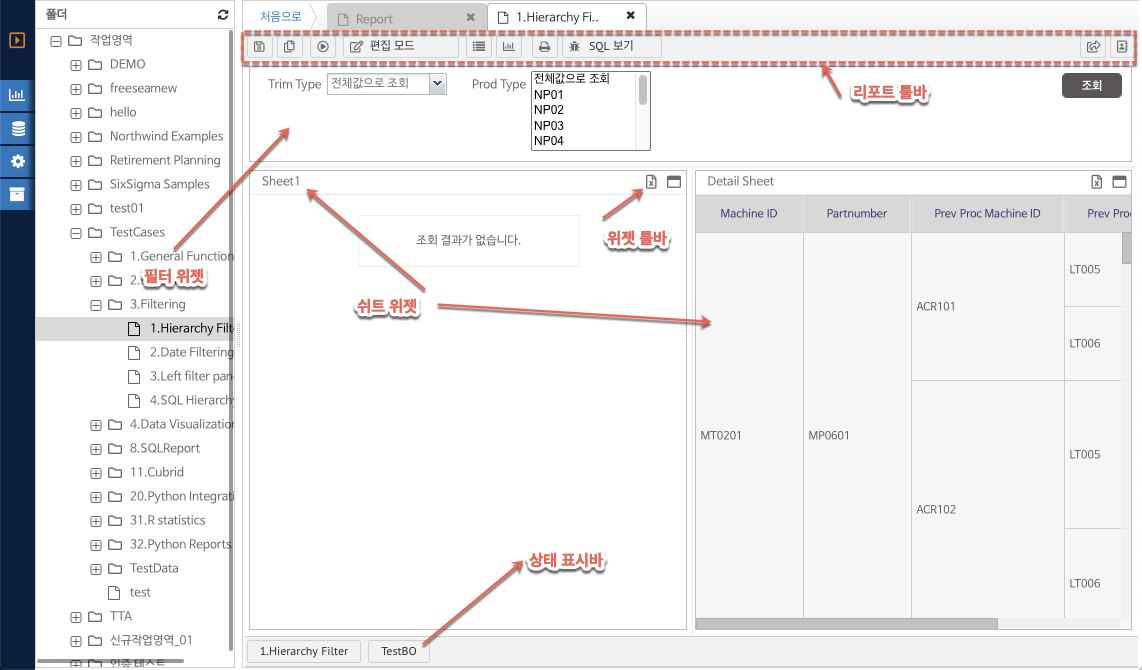 폴더
작업영역
DEMO
freeseamew
hello
Northwind Examples
Retirement Planning
SixSigma Samples
test01
TestCases
1.General Function
2.
3.Filtering
1.Hierarchy Filt
2.Date Filtering
3.Left filter pan
4.SQL Hierarchy
4.Data Visualization
8.SQLReport
11.Cubrid
20.Python Integrati
31.R statistics
32.Python Reports
TestData
test
TTA
신규작업영역_01
인증 테스트
필터 위젯
처음으로
Report
1.Hierarchy Fi..
편집 모드
SQL 보기
리포트 툴바
Trim Type
전체값으로 조회
Prod Type
전체값으로 조회
NP01
NP02
NP03
NP04
조회
Sheet1
조회 결과가 없습니다.
위젯 툴바
쉬트 위젯
상태 표시바
Detail Sheet
Machine ID Partnumber Prev Proc Machine ID Prev Pro
MT0201 MP0601
ACR101
LT005
LT006
ACR102
LT005
LT006
1.Hierarchy Filter
TestBO